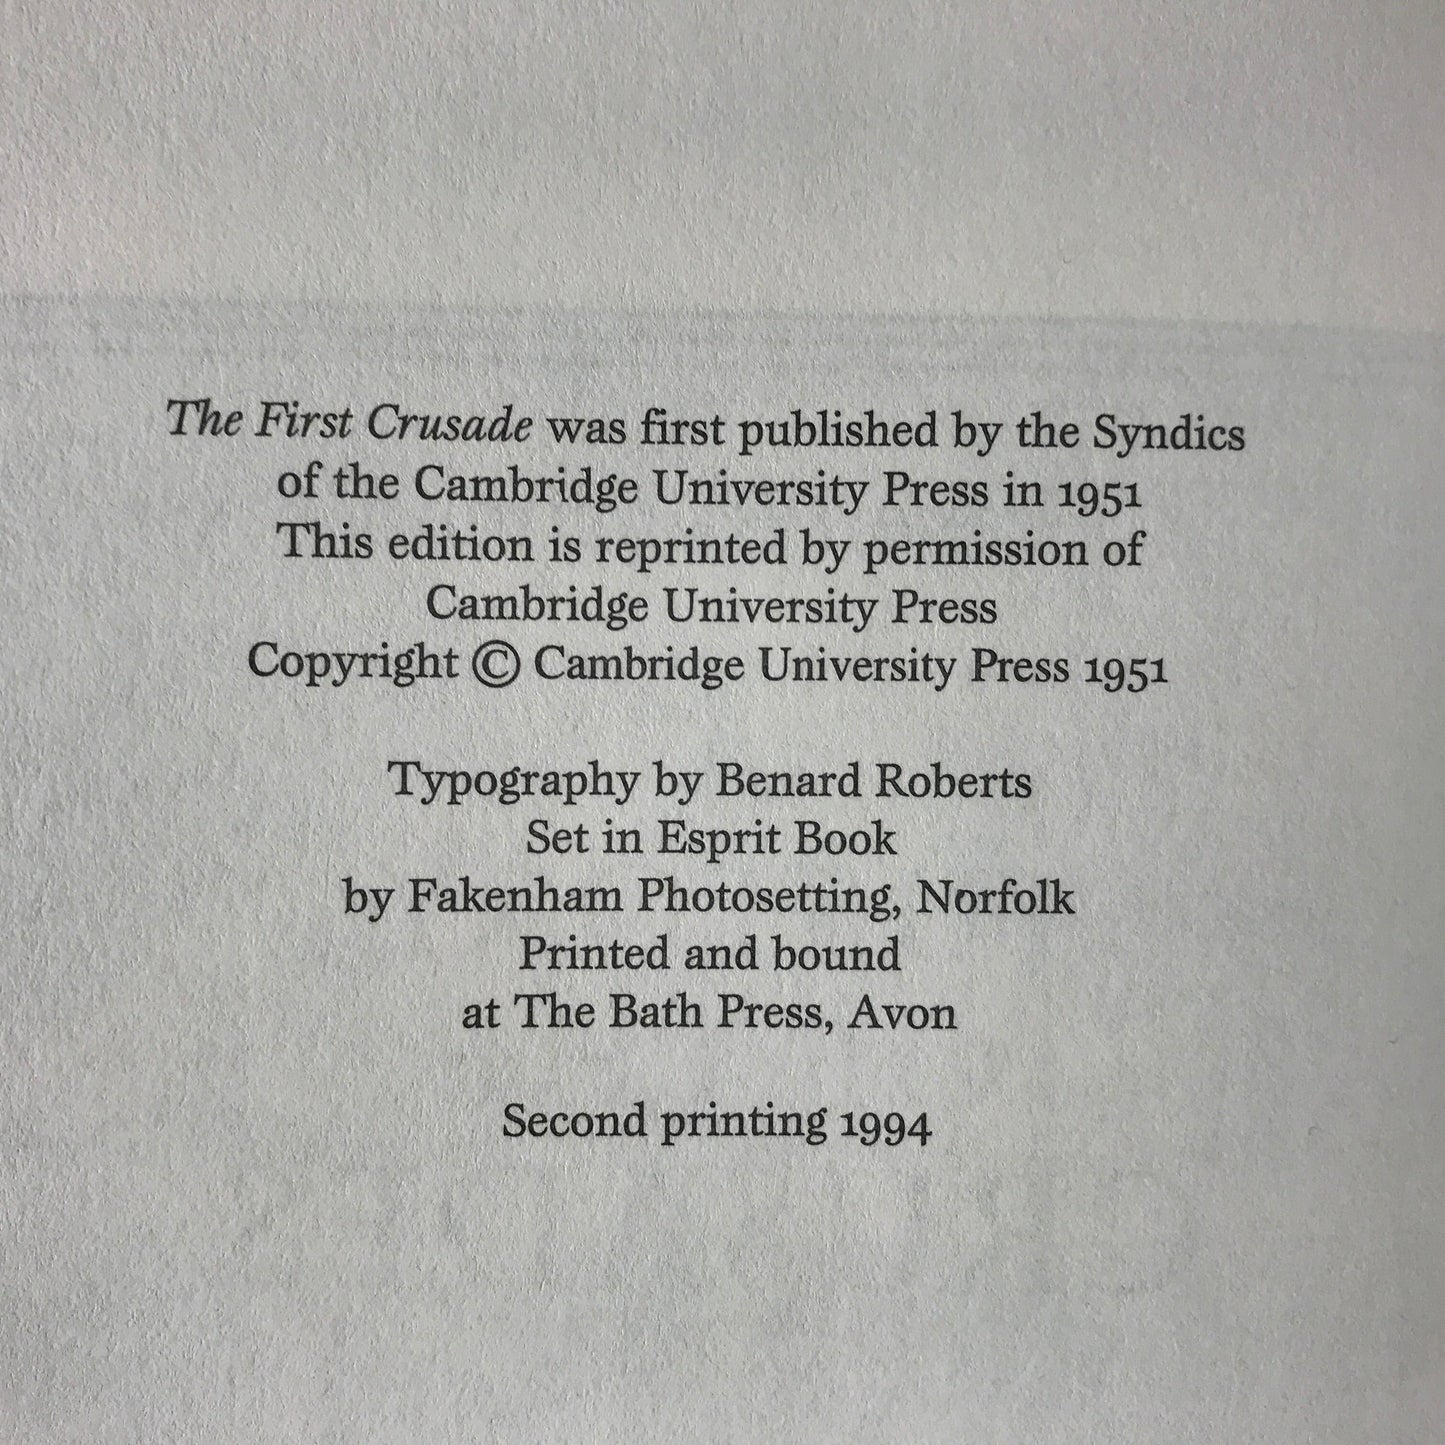 The First Crusade was first published by the Syndics
of the Cambridge University Press in 1951
This edition is reprinted by permission of
Cambridge University Press
Copyright © Cambridge University Press 1951
Typography by Benard Roberts
Set in Esprit Book
by Fakenham Photosetting, Norfolk
Printed and bound
at The Bath Press, Avon
Second printing 1994